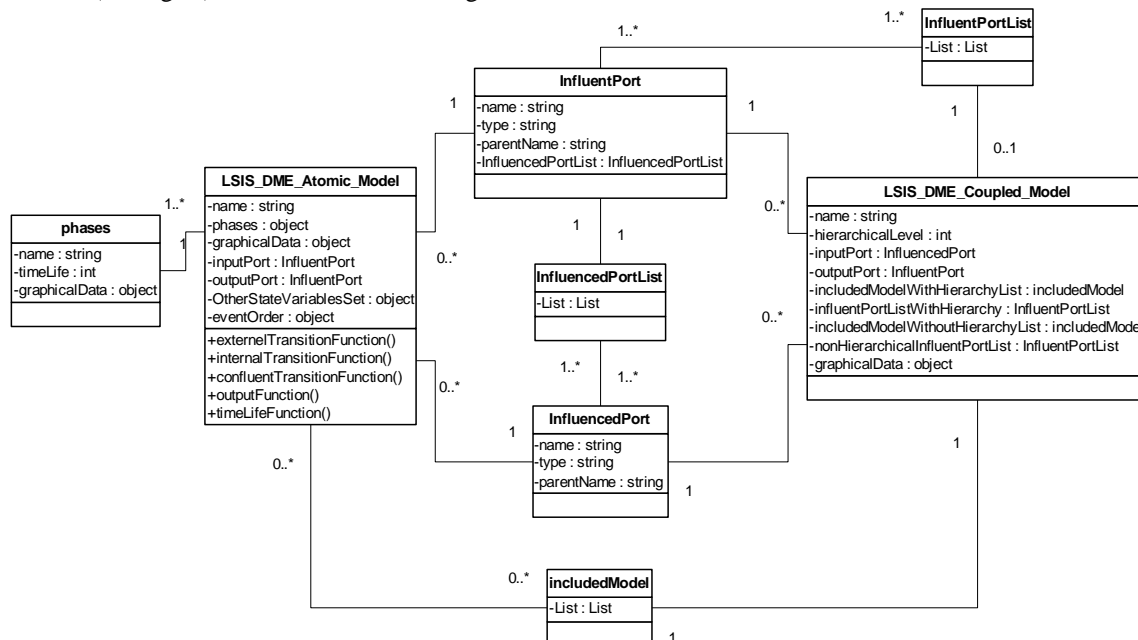 InfluentPortList
-List : List
1..*
1..*
InfluentPort
-name : string
-type : string
-parentName : string
-InfluencedPortList : InfluencedPortList
1
1
1
0..1
LSIS_DME_Atomic_Model
-name : string
-phases : object
-graphicalData : object
-inputPort : InfluentPort
-outputPort : InfluentPort
-OtherStateVariablesSet : object
-eventOrder : object
+externelTransitionFunction()
+internalTransitionFunction()
+confluentTransitionFunction()
+outputFunction()
+timeLifeFunction()
LSIS_DME_Coupled_Model
-name : string
-hierarchicalLevel : int
-inputPort : InfluencedPort
-outputPort : InfluentPort
-includedModelWithHierarchyList : includedModel
-influentPortListWithHierarchy : InfluentPortList
-includedModelWithoutHierarchyList : includedMode
-nonHierarchicalInfluentPortList : InfluentPortList
-graphicalData : object
phases
-name : string
-timeLife : int
-graphicalData : object
1..*
1
0..*
0..*
1
1
InfluencedPortList
-List : List
0..*
0..*
1..*
1..*
InfluencedPort
-name : string
-type : string
-parentName : string
1
1
0..*
1
0..*
includedModel
-List : List
1